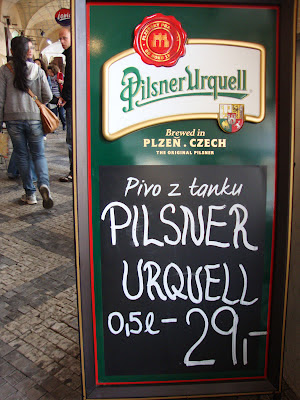 Pilsner Urquell
Brewed in
PLZEŇ . CZECH
THE ORIGINAL PILSNER
Pivo z tanku
PILSNER
URQUELL
0,5l – 29,-